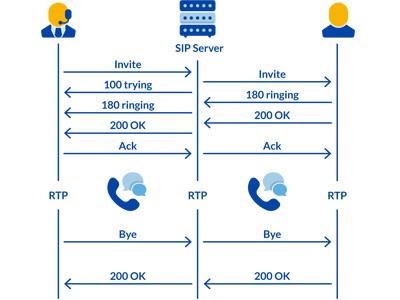 SIP Server
Invite
Invite
100 trying
180 ringing
180 ringing
200 OK
200 OK
Ack
Ack
RTP
RTP
RTP
Bye
Bye
200 OK
200 OK